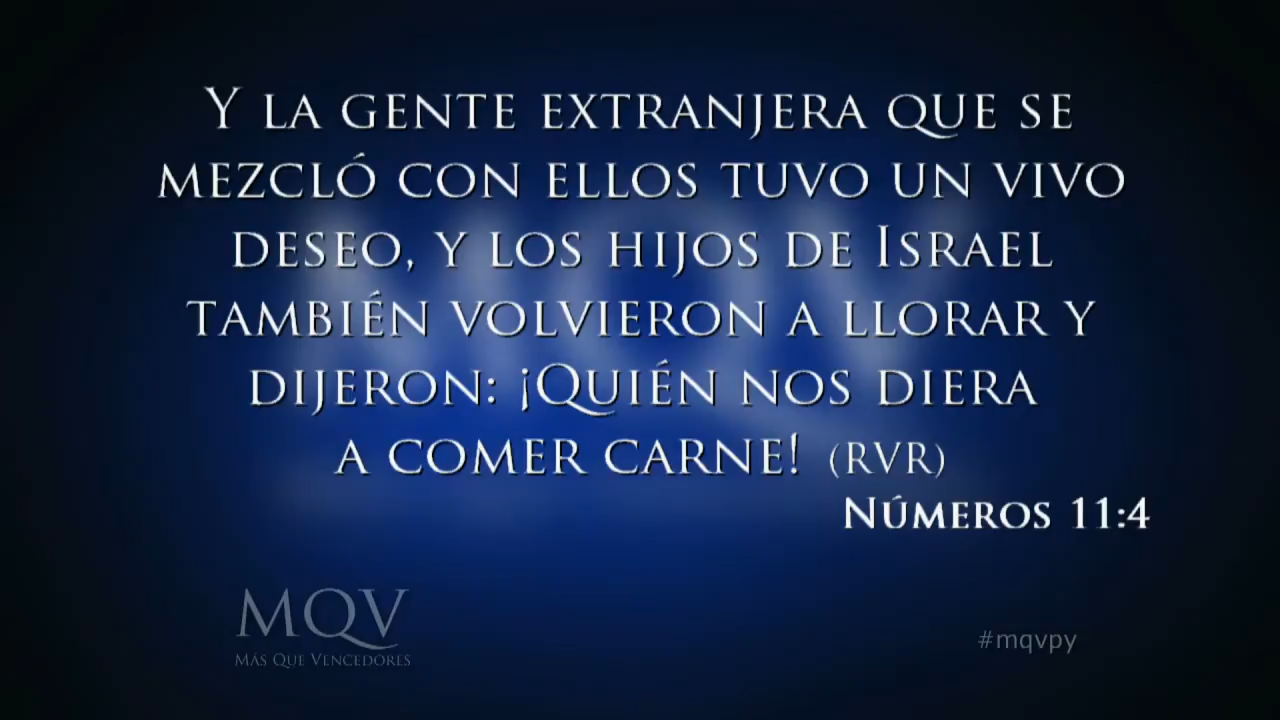 Y la gente extranjera que se
mezcló con ellos tuvo un vivo
deseo, y los hijos de Israel
también volvieron a llorar y
dijeron: ¡Quién nos diera
a comer carne! (RVR)
Números 11:4
MQV
Más Que Vencedores
#mqvpy